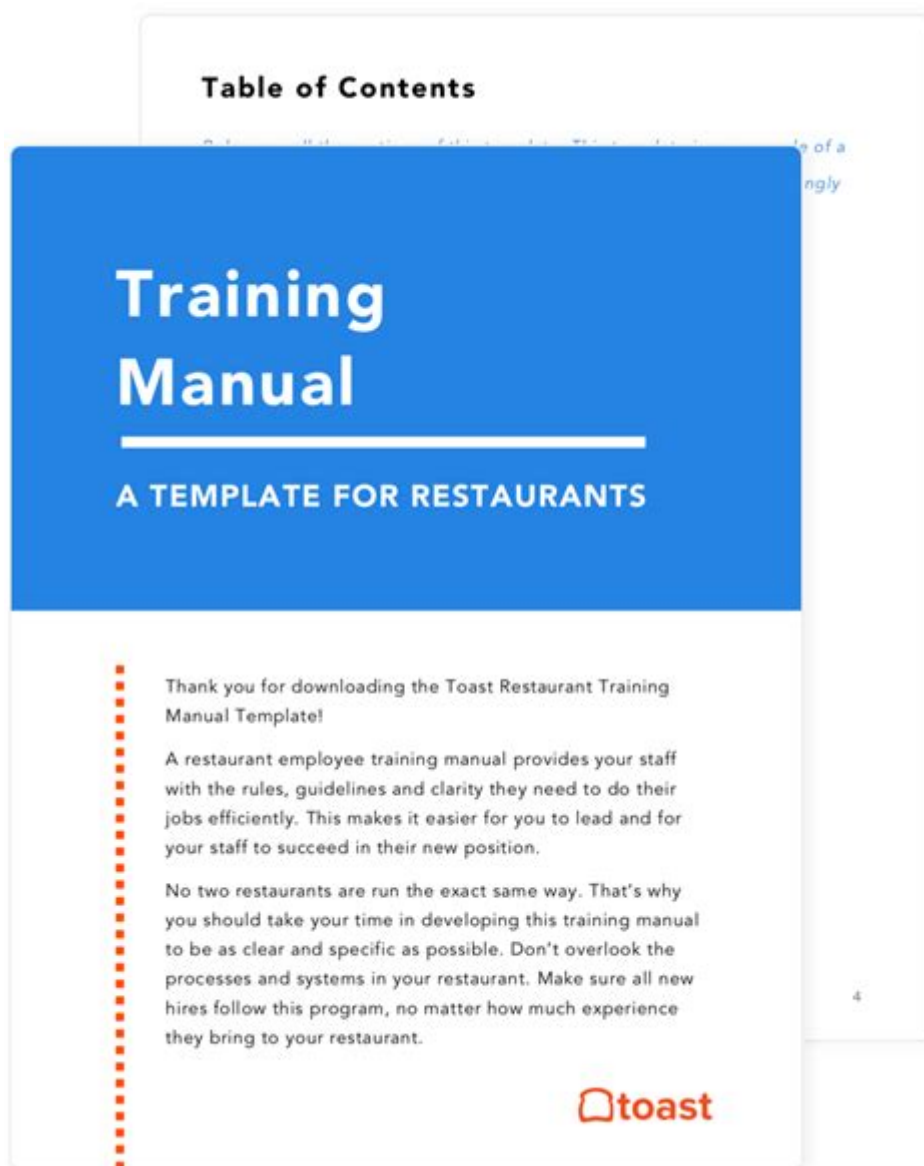 Table of Contents
le of a
ngly
Training
Manual
A TEMPLATE FOR RESTAURANTS
Thank you for downloading the Toast Restaurant Training
Manual Template!
A restaurant employee training manual provides your staff
with the rules, guidelines and clarity they need to do their
jobs efficiently. This makes it easier for you to lead and for
your staff to succeed in their new position.
No two restaurants are run the exact same way. That's why
you should take your time in developing this training manual
to be as clear and specific as possible. Don't overlook the
processes and systems in your restaurant. Make sure all new
hires follow this program, no matter how much experience
they bring to your restaurant.
4
toast